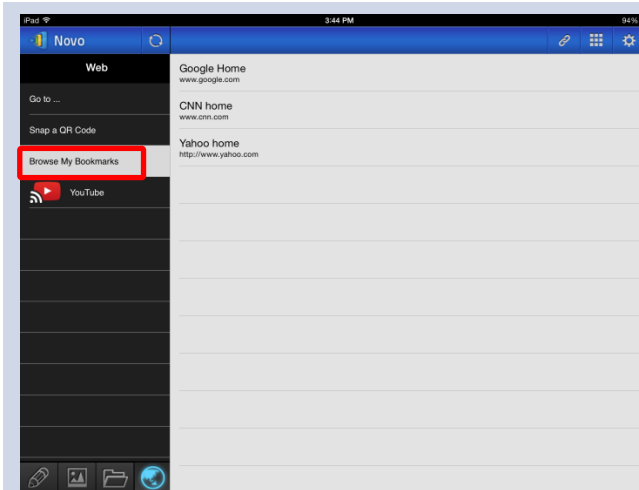 iPad 3:44 PM 94%
Novo
Web
Go to ...
Snap a QR Code
Browse My Bookmarks
YouTube
Google Home
www.google.com
CNN home
www.cnn.com
Yahoo home
http://www.yahoo.com